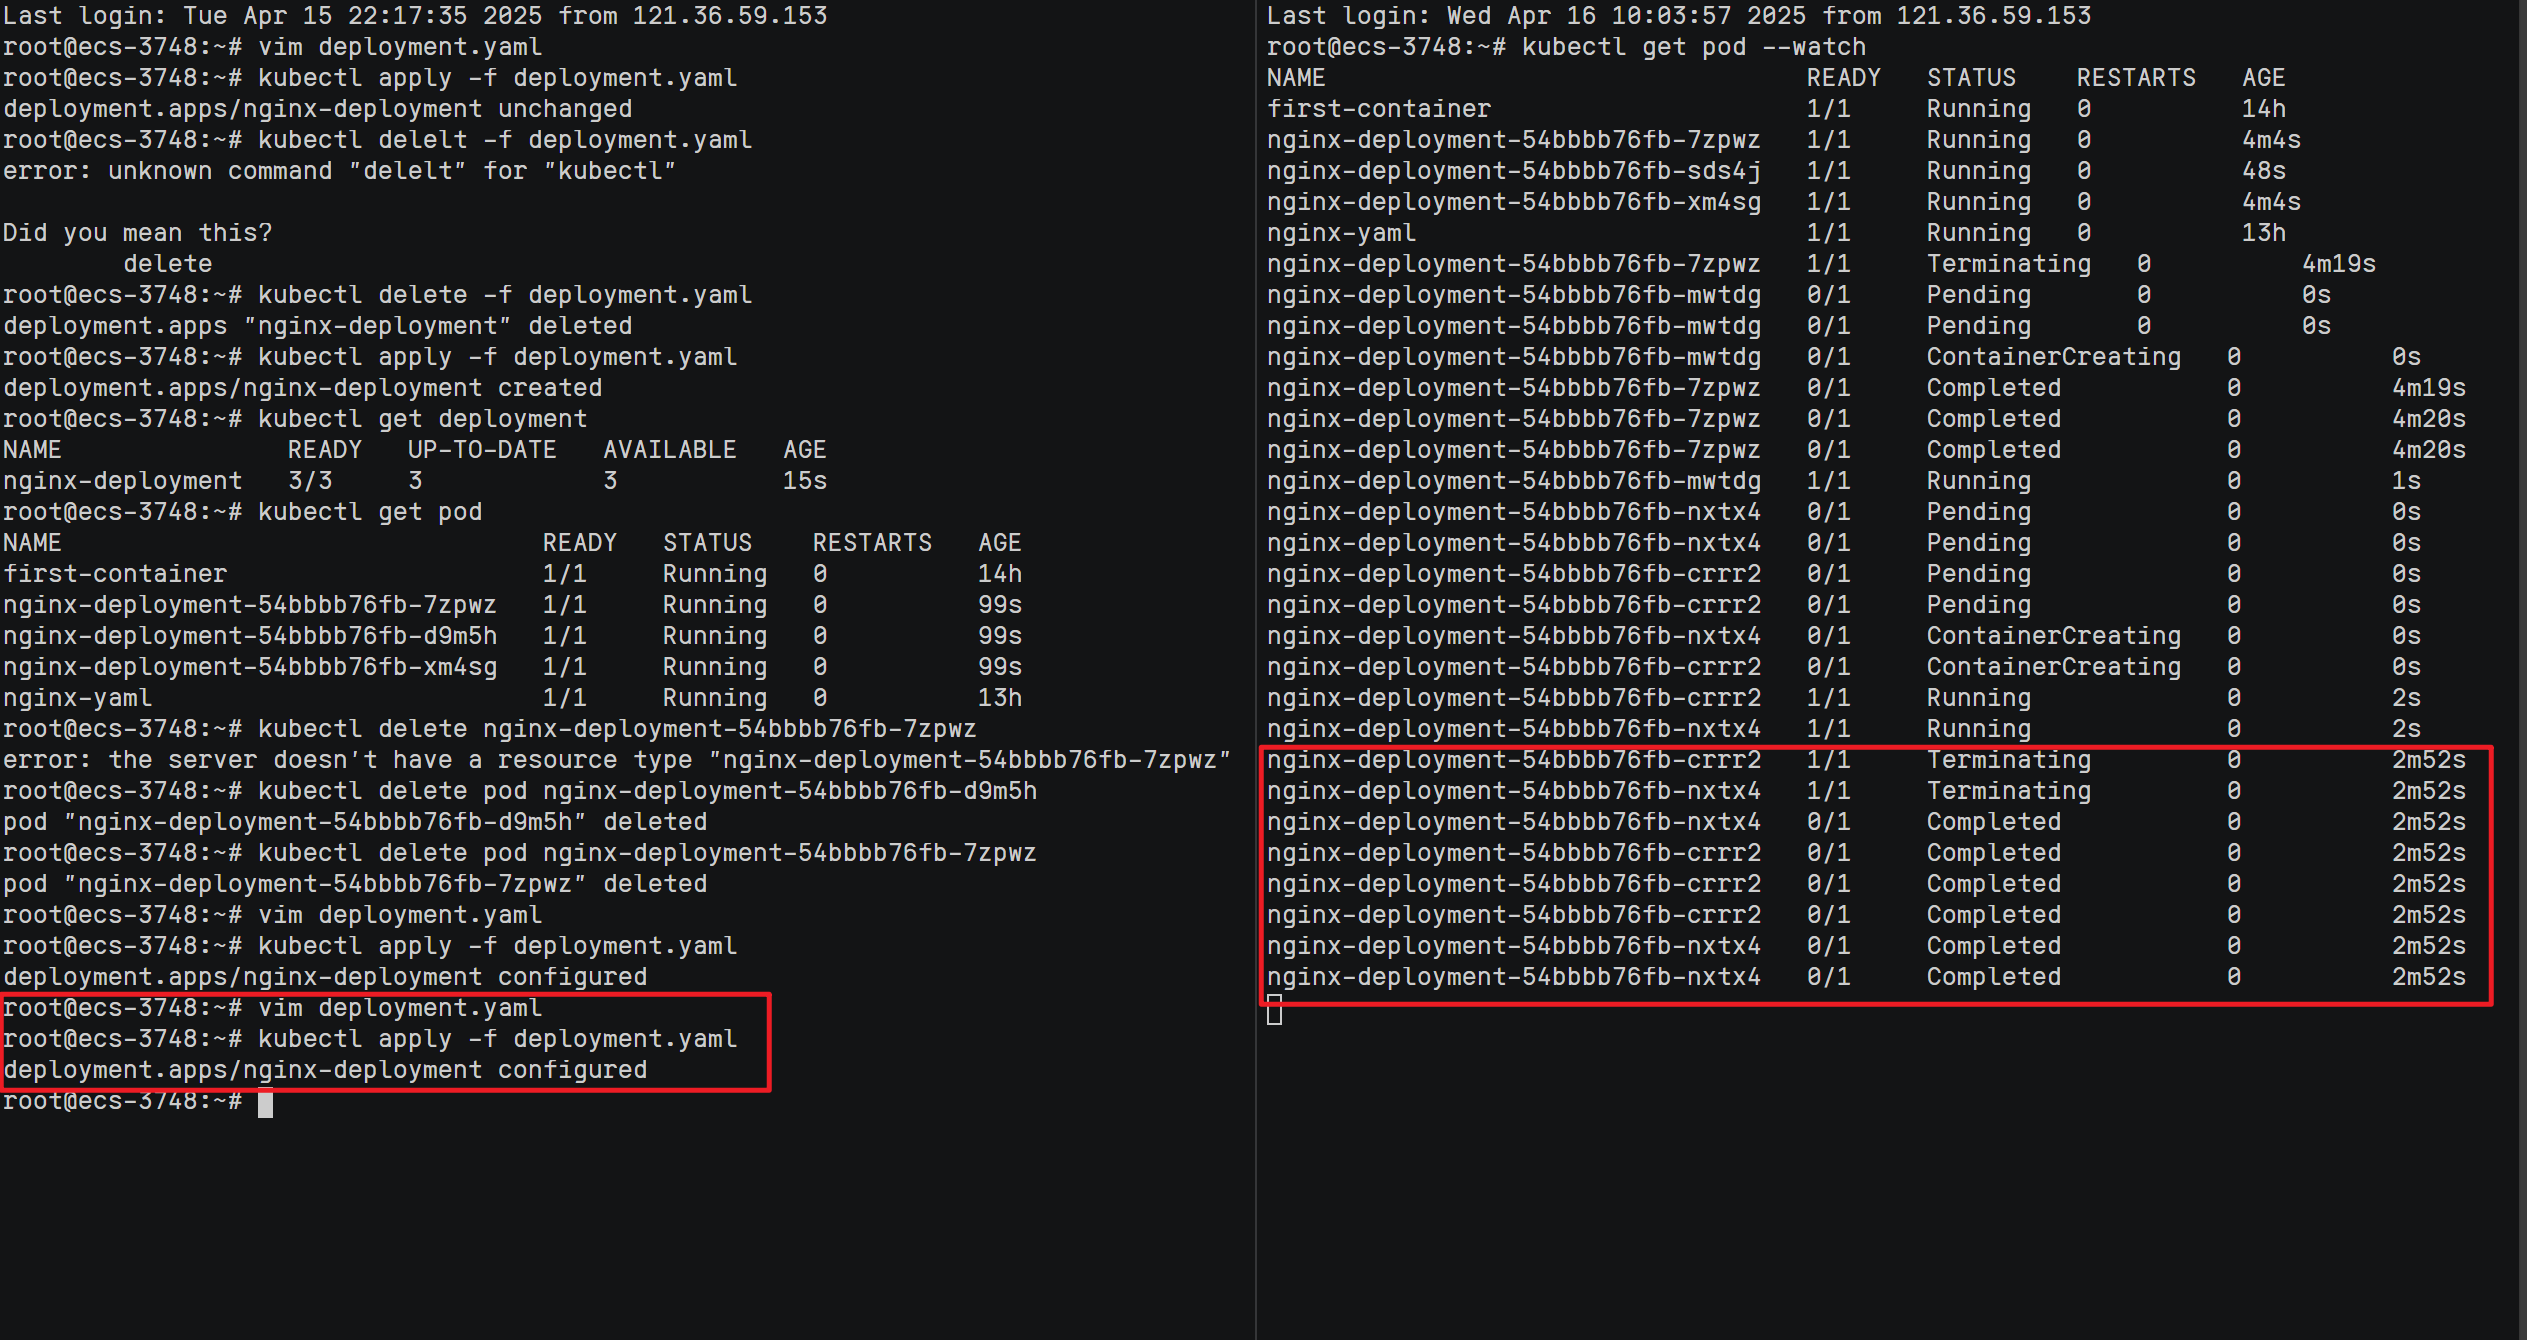 Last login: Tue Apr 15 22:17:35 2025 from 121.36.59.153
root@ecs-3748:~# vim deployment.yaml
root@ecs-3748:~# kubectl apply -f deployment.yaml
deployment.apps/nginx-deployment unchanged
root@ecs-3748:~# kubectl delelt -f deployment.yaml
error: unknown command "delelt" for "kubectl"
Did you mean this?
        delete
root@ecs-3748:~# kubectl delete -f deployment.yaml
deployment.apps "nginx-deployment" deleted
root@ecs-3748:~# kubectl apply -f deployment.yaml
deployment.apps/nginx-deployment created
root@ecs-3748:~# kubectl get deployment
NAME               READY   UP-TO-DATE   AVAILABLE   AGE
nginx-deployment   3/3     3            3           15s
root@ecs-3748:~# kubectl get pod
NAME                                READY   STATUS    RESTARTS   AGE
first-container                     1/1     Running   0          14h
nginx-deployment-54bbbb76fb-7zpwz   1/1     Running   0          99s
nginx-deployment-54bbbb76fb-d9m5h   1/1     Running   0          99s
nginx-deployment-54bbbb76fb-xm4sg   1/1     Running   0          99s
nginx-yaml                          1/1     Running   0          13h
root@ecs-3748:~# kubectl delete nginx-deployment-54bbbb76fb-7zpwz
error: the server doesn't have a resource type "nginx-deployment-54bbbb76fb-7zpwz"
root@ecs-3748:~# kubectl delete pod nginx-deployment-54bbbb76fb-d9m5h
pod "nginx-deployment-54bbbb76fb-d9m5h" deleted
root@ecs-3748:~# kubectl delete pod nginx-deployment-54bbbb76fb-7zpwz
pod "nginx-deployment-54bbbb76fb-7zpwz" deleted
root@ecs-3748:~# vim deployment.yaml
root@ecs-3748:~# kubectl apply -f deployment.yaml
deployment.apps/nginx-deployment configured
root@ecs-3748:~# vim deployment.yaml
root@ecs-3748:~# kubectl apply -f deployment.yaml
deployment.apps/nginx-deployment configured
root@ecs-3748:~#
Last login: Wed Apr 16 10:03:57 2025 from 121.36.59.153
root@ecs-3748:~# kubectl get pod --watch
NAME                                READY   STATUS    RESTARTS   AGE
first-container                     1/1     Running   0          14h
nginx-deployment-54bbbb76fb-7zpwz   1/1     Running   0          4m4s
nginx-deployment-54bbbb76fb-sds4j   1/1     Running   0          48s
nginx-deployment-54bbbb76fb-xm4sg   1/1     Running   0          4m4s
nginx-yaml                          1/1     Running   0          13h
nginx-deployment-54bbbb76fb-7zpwz   1/1     Terminating   0          4m19s
nginx-deployment-54bbbb76fb-mwtdg   0/1     Pending       0          0s
nginx-deployment-54bbbb76fb-mwtdg   0/1     Pending       0          0s
nginx-deployment-54bbbb76fb-mwtdg   0/1     ContainerCreating   0          0s
nginx-deployment-54bbbb76fb-7zpwz   0/1     Completed           0          4m19s
nginx-deployment-54bbbb76fb-7zpwz   0/1     Completed           0          4m20s
nginx-deployment-54bbbb76fb-7zpwz   0/1     Completed           0          4m20s
nginx-deployment-54bbbb76fb-mwtdg   1/1     Running             0          1s
nginx-deployment-54bbbb76fb-nxtx4   0/1     Pending             0          0s
nginx-deployment-54bbbb76fb-nxtx4   0/1     Pending             0          0s
nginx-deployment-54bbbb76fb-crrr2   0/1     Pending             0          0s
nginx-deployment-54bbbb76fb-crrr2   0/1     Pending             0          0s
nginx-deployment-54bbbb76fb-nxtx4   0/1     ContainerCreating   0          0s
nginx-deployment-54bbbb76fb-crrr2   0/1     ContainerCreating   0          0s
nginx-deployment-54bbbb76fb-crrr2   1/1     Running             0          2s
nginx-deployment-54bbbb76fb-nxtx4   1/1     Running             0          2s
nginx-deployment-54bbbb76fb-crrr2   1/1     Terminating         0          2m52s
nginx-deployment-54bbbb76fb-nxtx4   1/1     Terminating         0          2m52s
nginx-deployment-54bbbb76fb-nxtx4   0/1     Completed           0          2m52s
nginx-deployment-54bbbb76fb-crrr2   0/1     Completed           0          2m52s
nginx-deployment-54bbbb76fb-crrr2   0/1     Completed           0          2m52s
nginx-deployment-54bbbb76fb-crrr2   0/1     Completed           0          2m52s
nginx-deployment-54bbbb76fb-nxtx4   0/1     Completed           0          2m52s
nginx-deployment-54bbbb76fb-nxtx4   0/1     Completed           0          2m52s